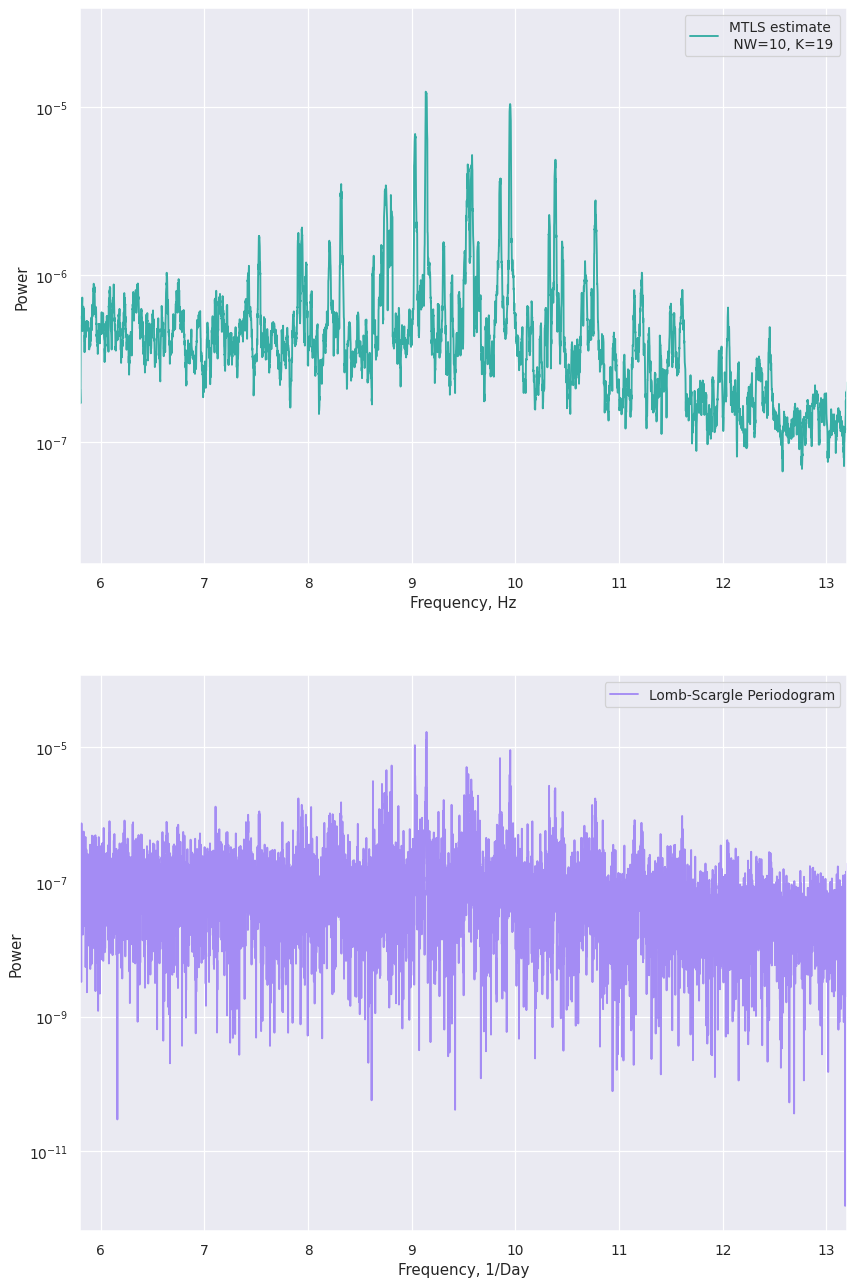 MTLS estimate
NW=10, K=19
10⁻⁵
10⁻⁶
10⁻⁷
Power
6 7 8 9 10 11 12 13
Frequency, Hz
Lomb-Scargle Periodogram
10⁻⁵
10⁻⁷
10⁻⁹
10⁻¹¹
Power
6 7 8 9 10 11 12 13
Frequency, 1/Day